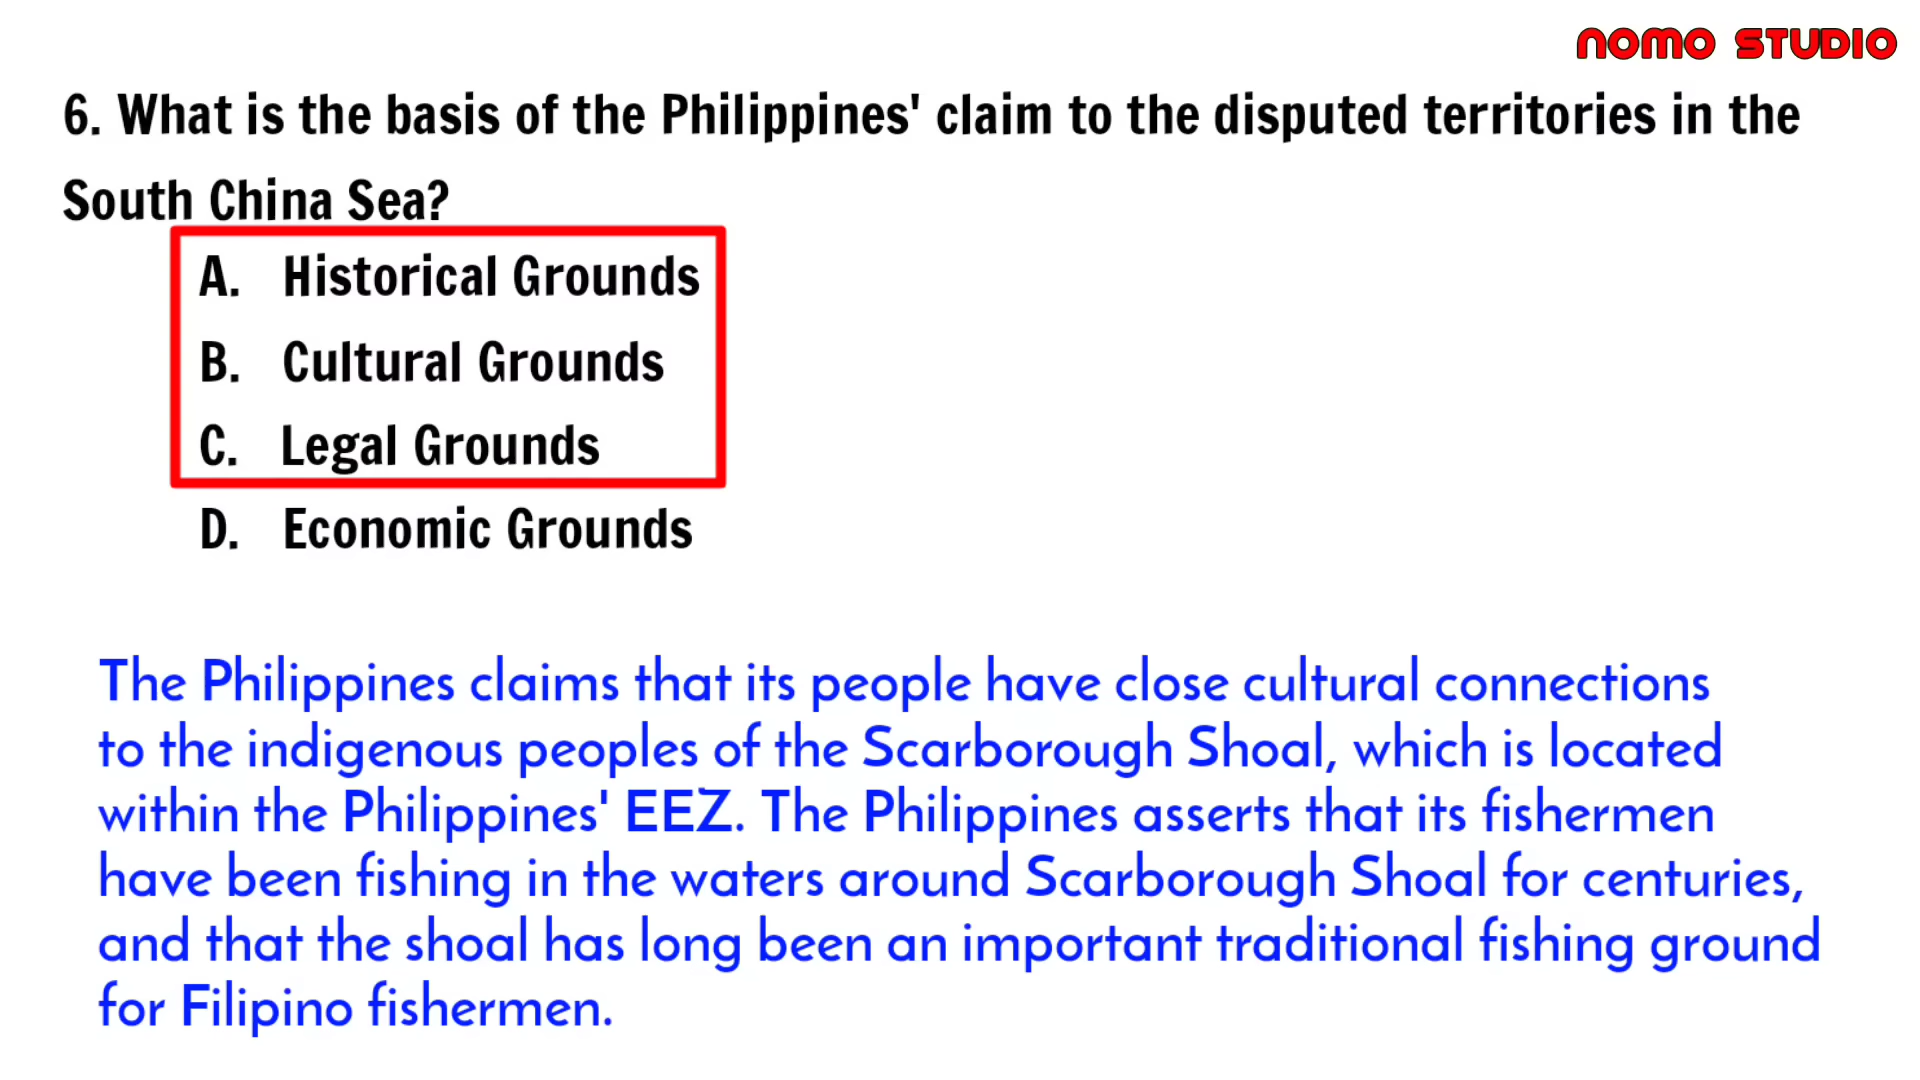 NOMO STUDIO
6. What is the basis of the Philippines' claim to the disputed territories in the
South China Sea?
A. Historical Grounds
B. Cultural Grounds
C. Legal Grounds
D. Economic Grounds
The Philippines claims that its people have close cultural connections
to the indigenous peoples of the Scarborough Shoal, which is located
within the Philippines' EEZ. The Philippines asserts that its fishermen
have been fishing in the waters around Scarborough Shoal for centuries,
and that the shoal has long been an important traditional fishing ground
for Filipino fishermen.